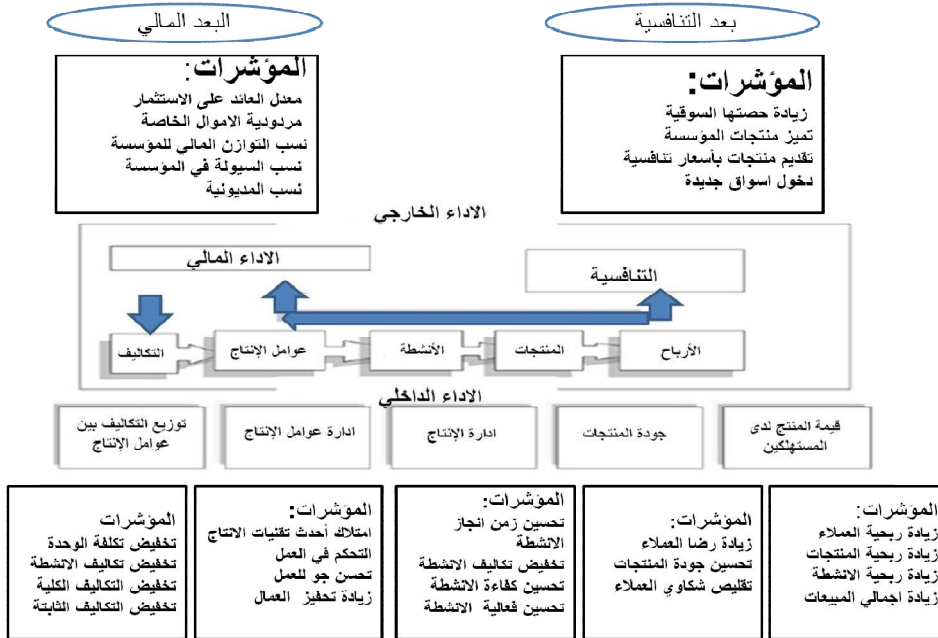 بعد التنافسية
البعد المالي
المؤشرات:
زيادة حصتها السوقية
تميز منتجات المؤسسة
تقديم منتجات بأسعار تنافسية
دخول اسواق جديدة
المؤشرات:
معدل العائد على الاستثمار
مردودية الاموال الخاصة
نسب التوازن المالي للمؤسسة
نسب السيولة في المؤسسة
نسب المديونية
الاداء الخارجي
التنافسية
الاداء المالي
الأرباح
المنتجات
الأنشطة
عوامل الإنتاج
التكاليف
الاداء الداخلي
قيمة المنتج لدى
المستهلكين
جودة المنتجات
ادارة الإنتاج
ادارة عوامل الإنتاج
توزيع التكاليف بين
عوامل الإنتاج
المؤشرات:
زيادة ربحية العملاء
زيادة ربحية المنتجات
زيادة ربحية الانشطة
زيادة اجمالي المبيعات
المؤشرات:
زيادة رضا العملاء
تحسين جودة المنتجات
تقليص شكاوي العملاء
المؤشرات:
تحسين زمن انجاز
الانشطة
تخفيض تكاليف الانشطة
تحسين كفاءة الانشطة
تحسين فعالية الانشطة
المؤشرات:
امتلاك أحدث تقنيات الانتاج
التحكم في العمل
تحسن جو للعمل
زيادة تحفيز العمال
المؤشرات
تخفيض تكلفة الوحدة
تخفيض تكاليف الانشطة
تخفيض التكاليف الكلية
تخفيض التكاليف الثابتة